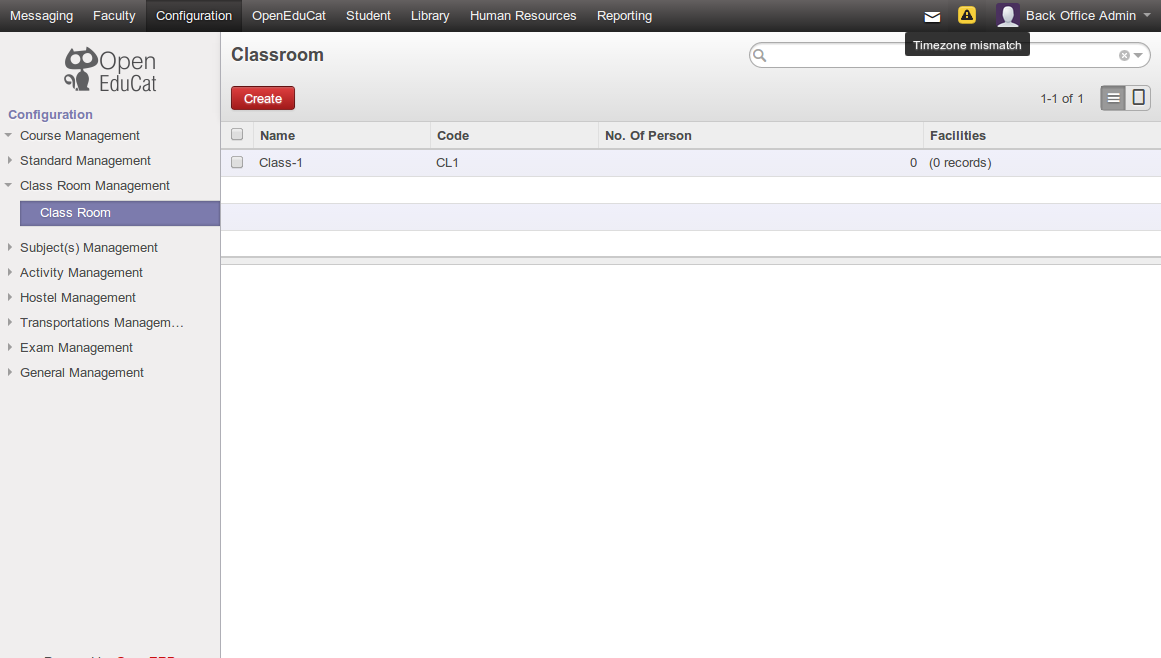 Messaging Faculty Configuration OpenEduCat Student Library Human Resources Reporting Back Office Admin
Timezone mismatch
Open
EduCat
Configuration
Course Management
Standard Management
Class Room Management
Class Room
Subject(s) Management
Activity Management
Hostel Management
Transportations Managem…
Exam Management
General Management
Classroom
Create
1-1 of 1
Name Code No. Of Person Facilities
Class-1 CL1 0 (0 records)